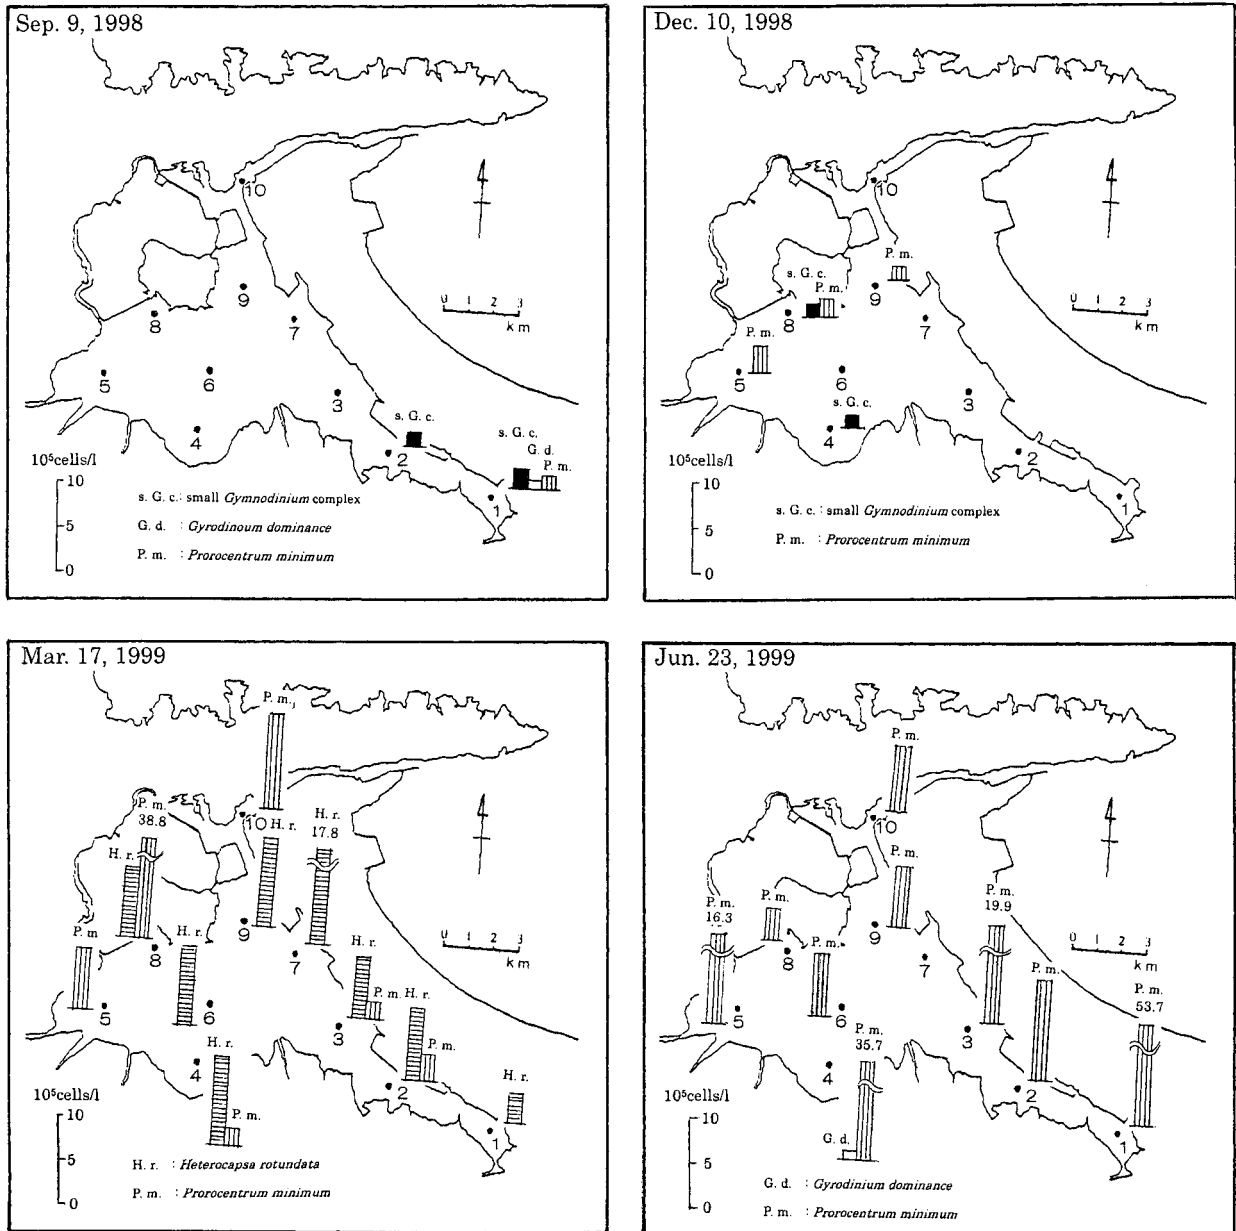 Sep. 9, 1998
10
9
8
7
0 1 2 3
km
5
6
3
4
s. G. c.
2
s. G. c.
G. d.
P. m.
1
10⁵cells/l
10
5
0
s. G. c. : small Gymnodinium complex
G. d. : Gyrodinoum dominance
P. m. : Prorocentrum minimum
Dec. 10, 1998
10
P. m.
s. G. c.
P. m.
9
8
7
0 1 2 3
km
P. m.
5
6
3
s. G. c.
4
2
1
10⁵cells/l
10
5
0
s. G. c. : small Gymnodinium complex
P. m. : Prorocentrum minimum
Mar. 17, 1999
P. m.
P. m.
38.8
10
H. r.
H. r.
17.8
H. r.
9
8
7
0 1 2 3
km
P. m
H. r.
5
6
H. r.
P. m.
3
H. r.
P. m.
2
4
H. r.
P. m.
H. r.
1
10⁵cells/l
10
5
0
H. r. : Heterocapsa rotundata
P. m. : Prorocentrum minimum
Jun. 23, 1999
P. m.
10
P. m.
9
P. m.
16.3
P. m.
8
7
P. m.
19.9
0 1 2 3
km
P. m.
5
6
3
P. m.
2
P. m.
53.7
1
4
P. m.
35.7
G. d.
10⁵cells/l
10
5
0
G. d. : Gyrodinium dominance
P. m. : Prorocentrum minimum